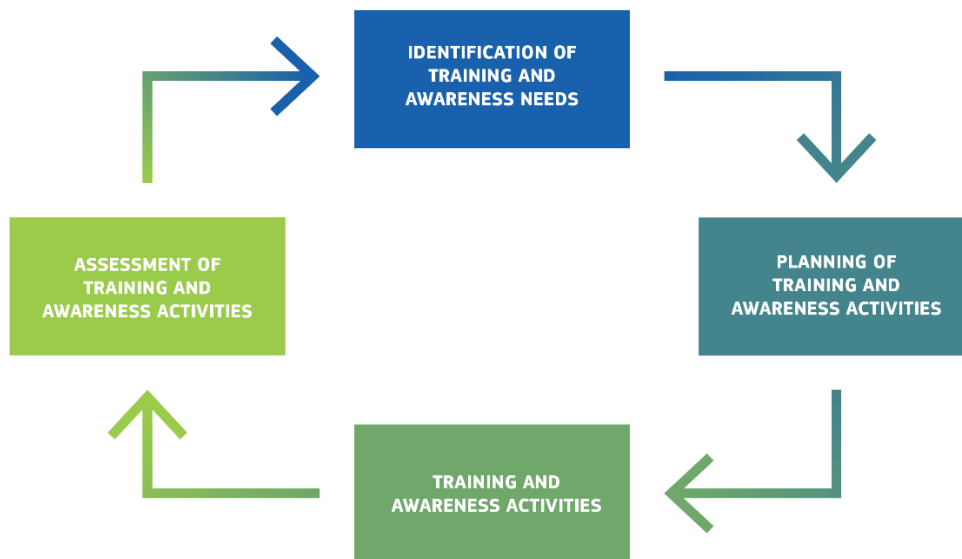 IDENTIFICATION OF
TRAINING AND
AWARENESS NEEDS
PLANNING OF
TRAINING AND
AWARENESS ACTIVITIES
TRAINING AND
AWARENESS ACTIVITIES
ASSESSMENT OF
TRAINING AND
AWARENESS ACTIVITIES